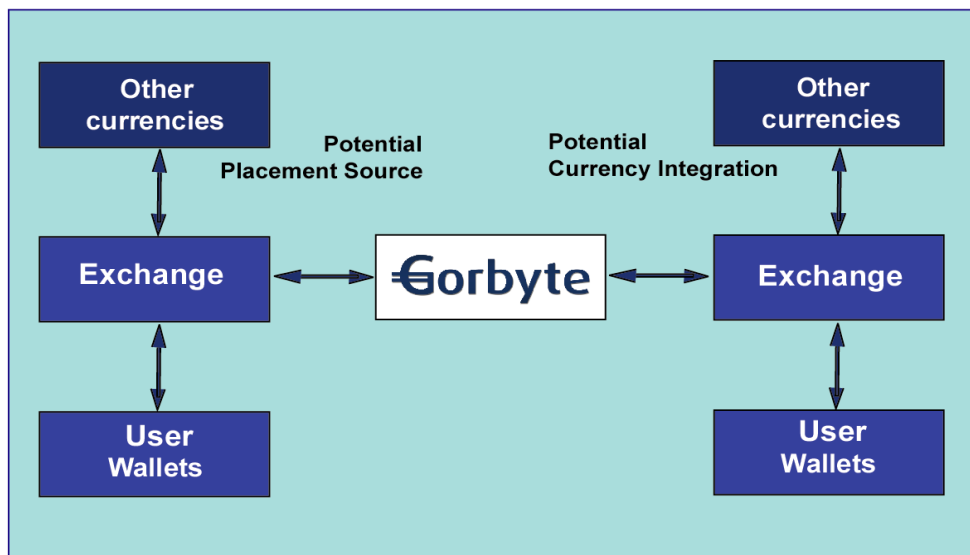 Other
currencies
Potential
Placement Source
Exchange
User
Wallets
Gorbyte
Other
currencies
Potential
Currency Integration
Exchange
User
Wallets